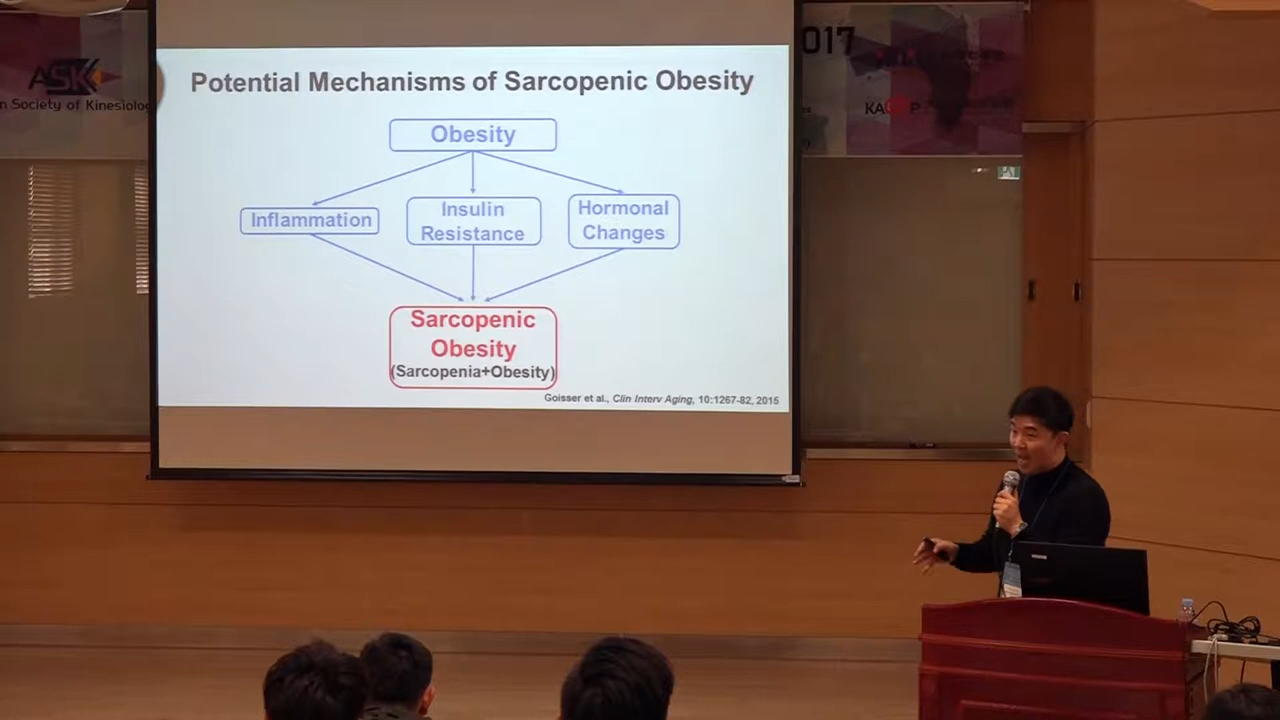 Potential Mechanisms of Sarcopenic Obesity
Obesity
Inflammation
Insulin
Resistance
Hormonal
Changes
Sarcopenic
Obesity
(Sarcopenia+Obesity)
Goisser et al., Clin Interv Aging, 10:1267-82, 2015
ASK
n Society of Kinesiolo
017
KA
P